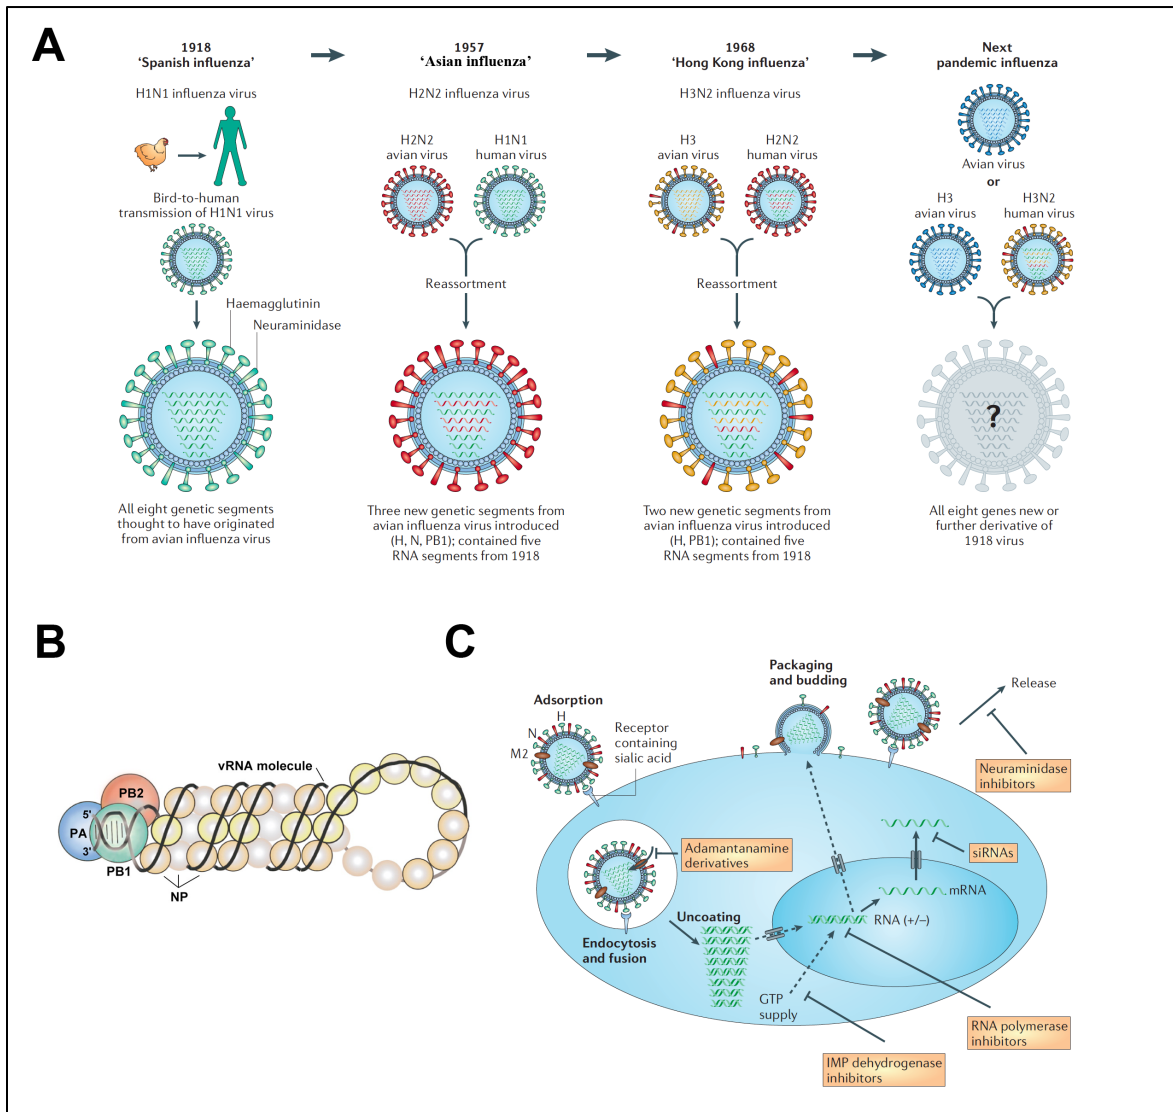 A
1918
‘Spanish influenza’
H1N1 influenza virus
Bird-to-human
transmission of H1N1 virus
Haemagglutinin
Neuraminidase
All eight genetic segments
thought to have originated
from avian influenza virus
1957
‘Asian influenza’
H2N2 influenza virus
H2N2
avian virus
H1N1
human virus
Reassortment
Three new genetic segments from
avian influenza virus introduced
(H, N, PB1); contained five
RNA segments from 1918
1968
‘Hong Kong influenza’
H3N2 influenza virus
H3
avian virus
H2N2
human virus
Reassortment
Two new genetic segments from
avian influenza virus introduced
(H, PB1); contained five
RNA segments from 1918
Next
pandemic influenza
Avian virus
or
H3
avian virus
H3N2
human virus
?
All eight genes new or
further derivative of
1918 virus
B
vRNA molecule
PB2
5'
PA
3'
PB1
NP
C
Packaging
and budding
Release
Adsorption
H
N
M2
Receptor
containing
sialic acid
Neuraminidase
inhibitors
Adamantanamine
derivatives
siRNAs
mRNA
Uncoating
RNA (+/–)
Endocytosis
and fusion
GTP
supply
RNA polymerase
inhibitors
IMP dehydrogenase
inhibitors